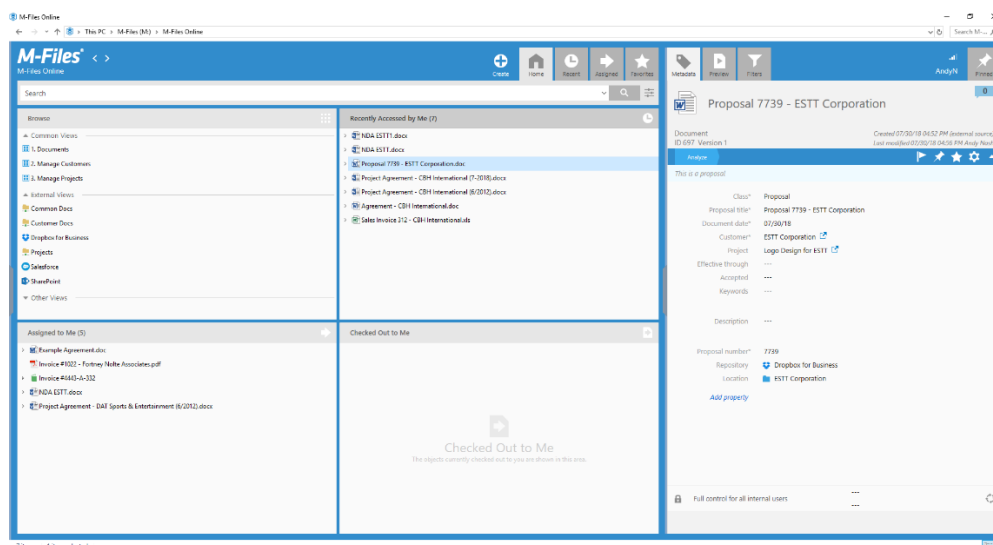 M-Files Online
This PC > M-Files (M:) > M-Files Online
Search M-...
M-Files®
M-Files Online
Create
Home
Recent
Assigned
Favorites
Search
Browse
Common Views
1. Documents
2. Manage Customers
3. Manage Projects
External Views
Common Docs
Customer Docs
Dropbox for Business
Projects
Salesforce
SharePoint
Other Views
Recently Accessed by Me (7)
NDA ESTT1.docx
NDA ESTT.docx
Proposal 7739 - ESTT Corporation.doc
Project Agreement - CBH International (7-2018).docx
Project Agreement - CBH International (6/2012).docx
Agreement - CBH International.doc
Sales Invoice 312 - CBH International.xls
Assigned to Me (5)
Example Agreement.doc
Invoice #1022 - Fortney Nolte Associates.pdf
Invoice #4443-A-332
NDA ESTT.docx
Project Agreement - DAT Sports & Entertainment (6/2012).docx
Checked Out to Me
Checked Out to Me
The objects currently checked out to you are shown in this area.
Metadata
Preview
Filters
AndyN
Pinned
Proposal 7739 - ESTT Corporation
0
Document
ID 697 Version 1
Created 07/30/18 04:52 PM (external source)
Last modified 07/30/18 04:56 PM Andy
Analyze
This is a proposal.
Class* Proposal
Proposal title* Proposal 7739 - ESTT Corporation
Document date* 07/30/18
Customer* ESTT Corporation
Project Logo Design for ESTT
Effective through ---
Accepted ---
Keywords ---
Description ---
Proposal number* 7739
Repository Dropbox for Business
Location ESTT Corporation
Add property
Full control for all internal users
---
---